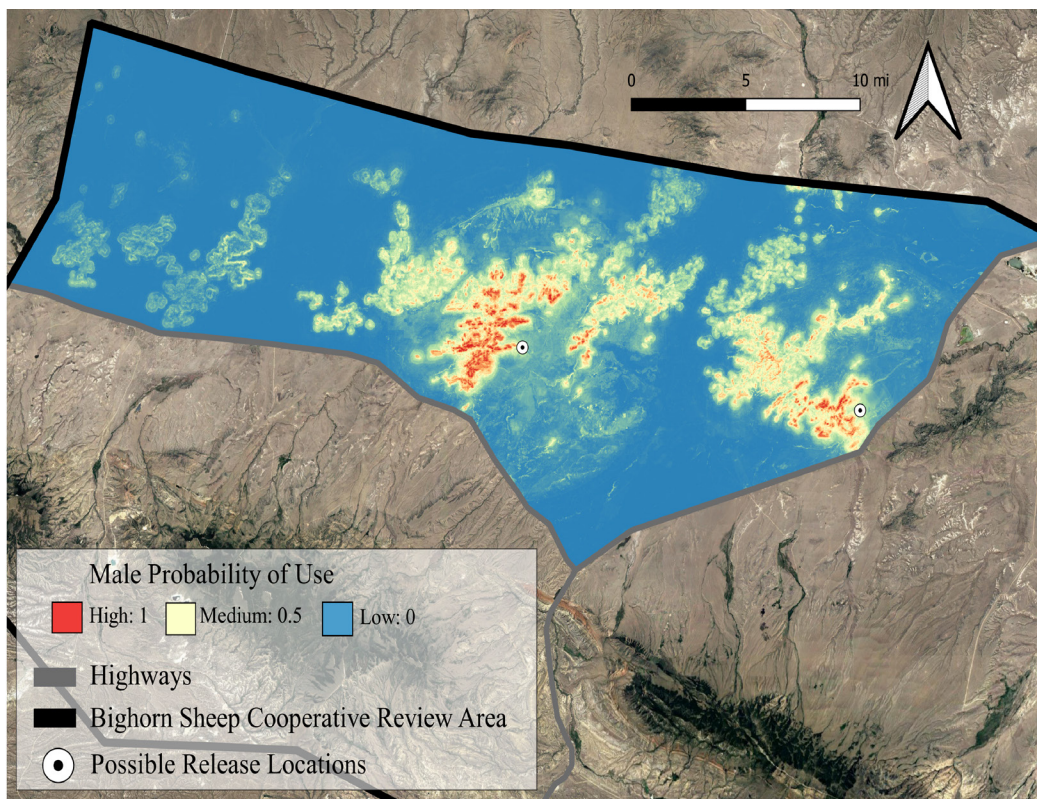 0 5 10 mi
Male Probability of Use
High: 1 Medium: 0.5 Low: 0
Highways
Bighorn Sheep Cooperative Review Area
Possible Release Locations